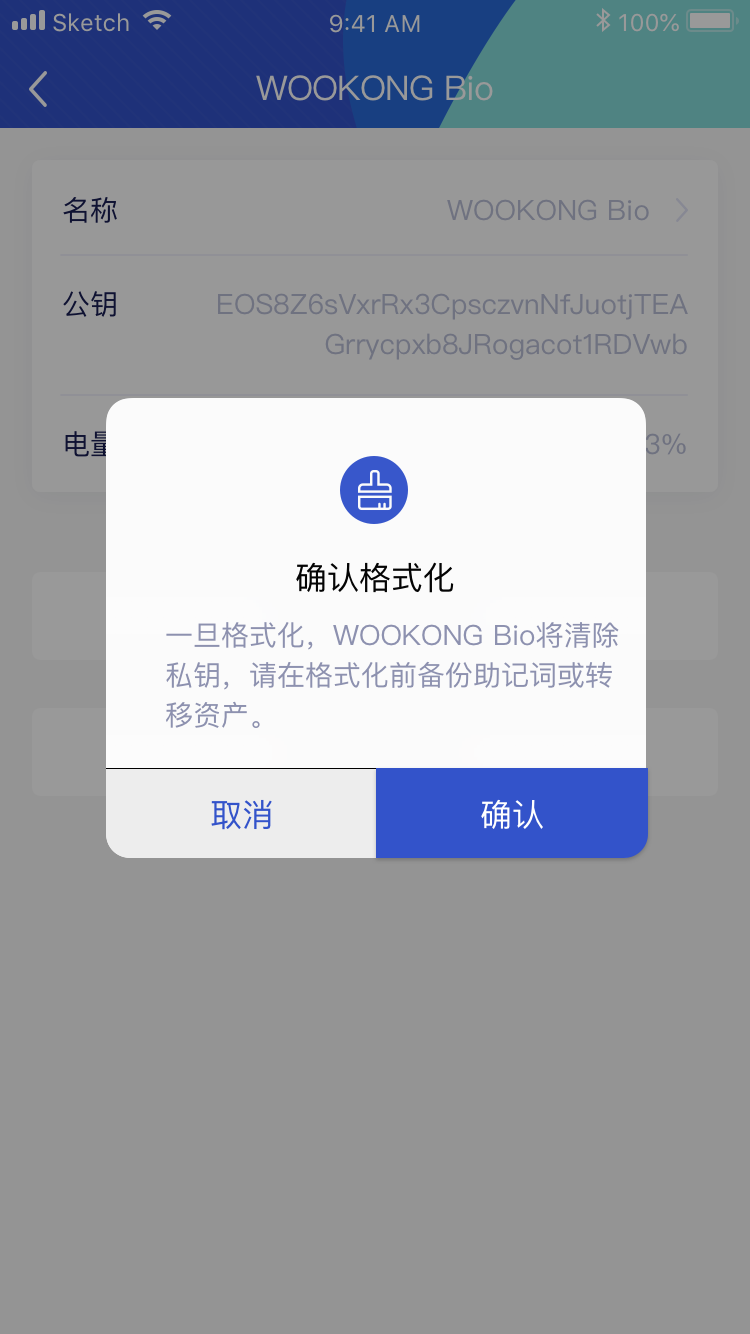 Sketch 9:41 AM 100%
WOOKONG Bio
名称 WOOKONG Bio
公钥 EOS8Z6sVxrRx3CpsczvnNfJuotjTEA
Grrycpxb8JRogacot1RDVwb
电量 3%
确认格式化
一旦格式化，WOOKONG Bio将清除
私钥，请在格式化前备份助记词或转
移资产。
取消 确认